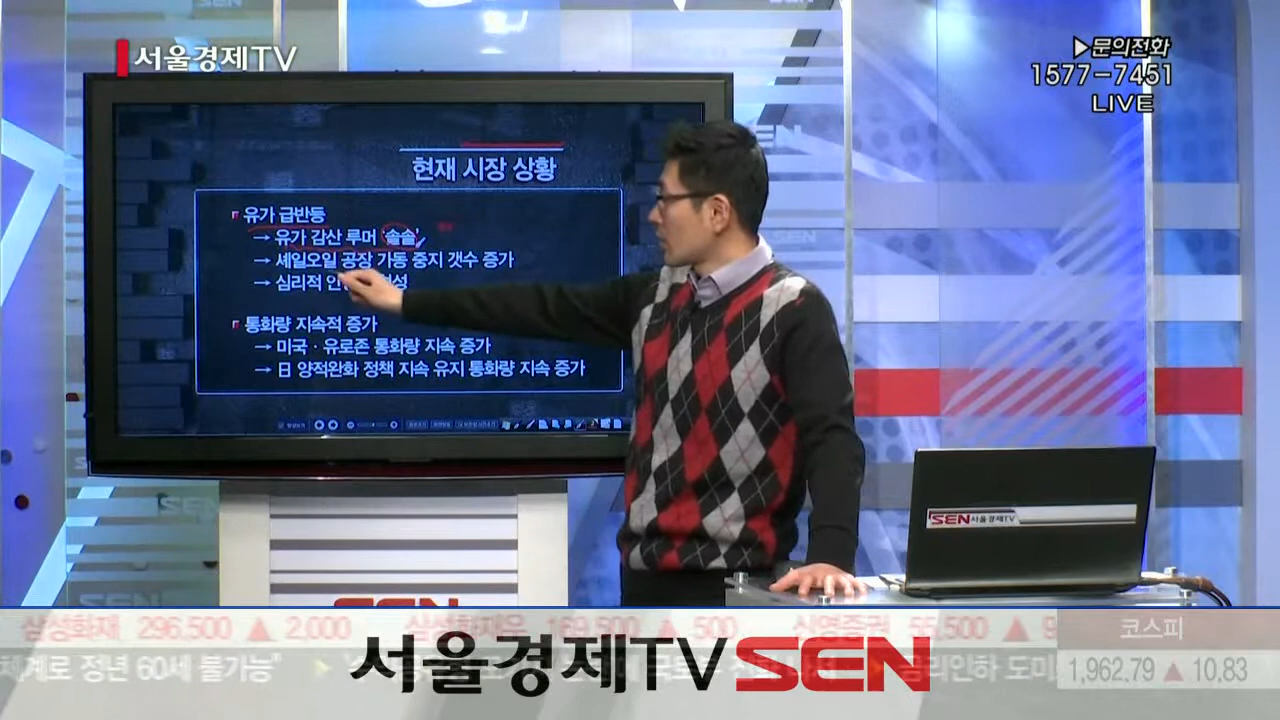 서울경제TV
▶문의전화
1577-7451
LIVE
현재 시장 상황
유가 급반등
→ 유가 감산 루머 '솔솔'
→ 셰일오일 공장 가동 중지 갯수 증가
→ 심리적
통화량 지속적 증가
→ 미국·유로존 통화량 지속 증가
→ 日 양적완화 정책 지속 유지 통화량 지속 증가
SEN 서울경제TV
SEN
삼성화재 296,500 ▲ 2,000 삼성화재우 169,500 ▲ 500 신영증권 55,500 ▲
코스피
체계로 정년 60세 불가능"
1,962.79 ▲ 10.83
서울경제TV SEN